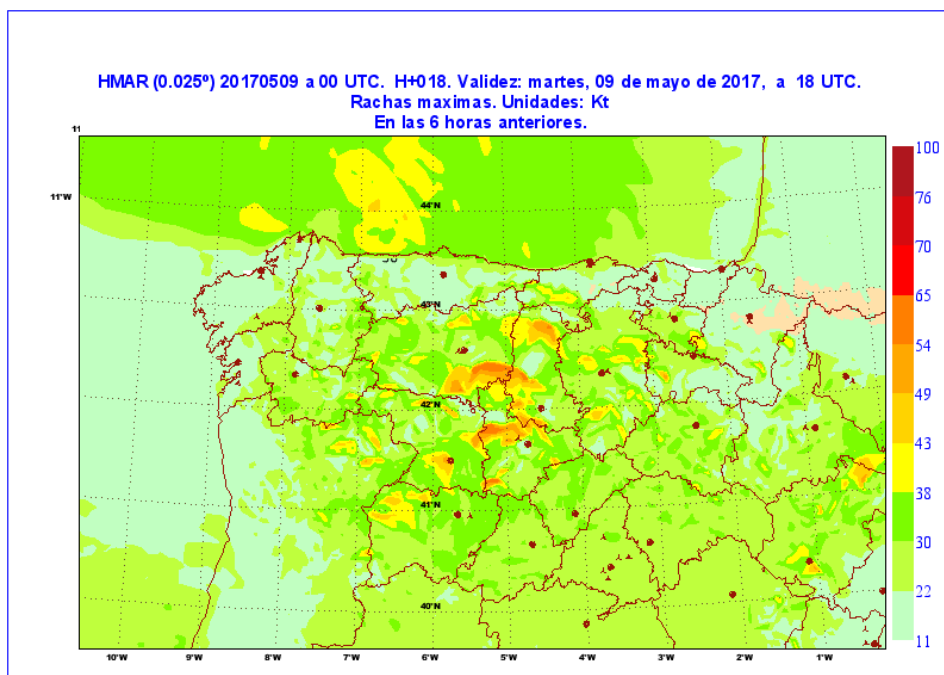 HMAR (0.025º) 20170509 a 00 UTC. H+018. Validez: martes, 09 de mayo de 2017, a 18 UTC.
Rachas maximas. Unidades: Kt
En las 6 horas anteriores.
11
11°W
44°N
43°N
42°N
41°N
40°N
10°W 9°W 8°W 7°W 6°W 5°W 4°W 3°W 2°W 1°W
100
76
70
65
54
49
43
38
30
22
11